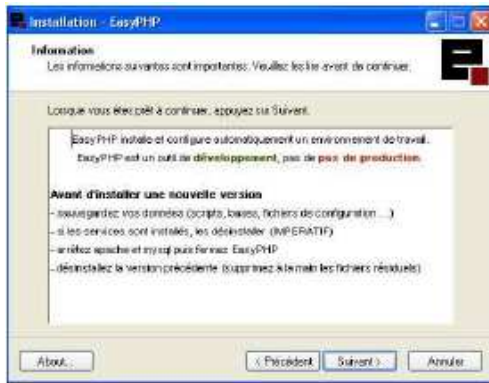 Installation - EasyPHP
Information
Les informations suivantes sont importantes. Veuillez les lire avant de continuer.
Lorsque vous êtes prêt à continuer, appuyez sur Suivant.
EasyPHP installe et configure automatiquement un environnement de travail.
EasyPHP est un outil de développement, pas de pas de production.
Avant d'installer une nouvelle version
- sauvegardez vos données (scripts, bases, fichiers de configuration ...)
- si les services sont installés, les désinstaller (IMPERATIF)
- arrêtez apache et mysql puis fermez EasyPHP
- désinstallez la version précédente (supprimez à la main les fichiers résiduels)
About...
< Précédent
Suivant >
Annuler